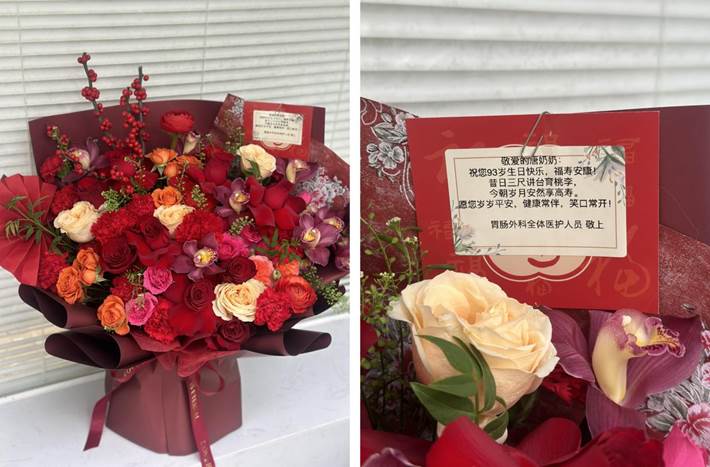 敬爱的唐奶奶：
祝您93岁生日快乐，福寿安康！
昔日三尺讲台育桃李，
今朝岁月安然享高寿。
愿您岁岁平安，健康常伴，笑口常开！
胃肠外科全体医护人员 敬上
福
福